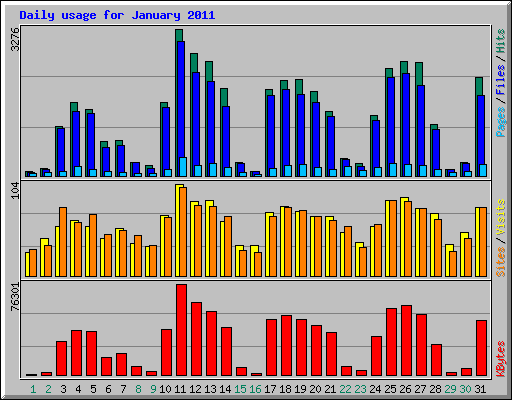 Daily usage for January 2011
3276
Pages / Files / Hits
104
Sites / Visits
76301
KBytes
1 2 3 4 5 6 7 8 9 10 11 12 13 14 15 16 17 18 19 20 21 22 23 24 25 26 27 28 29 30 31